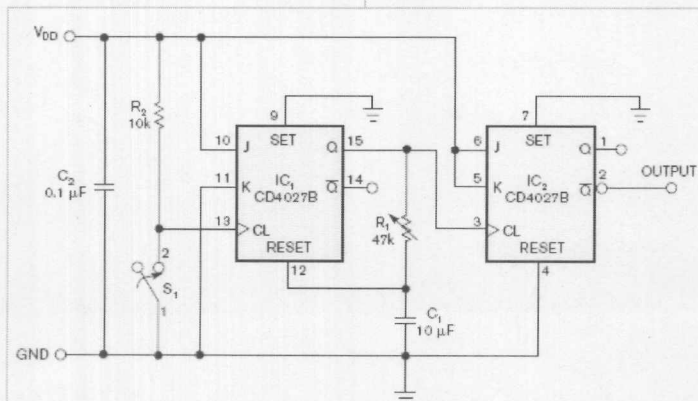 V_DD
R₂
10k
C₂
0.1 µF
2
S₁
1
GND
9
SET
10
J
Q
15
IC₁
CD4027B
11
K
Q̅
14
13
CL
RESET
12
R₁
47k
C₁
10 µF
7
SET
6
J
Q
1
IC₂
CD4027B
5
K
Q̅
2
OUTPUT
3
CL
RESET
4